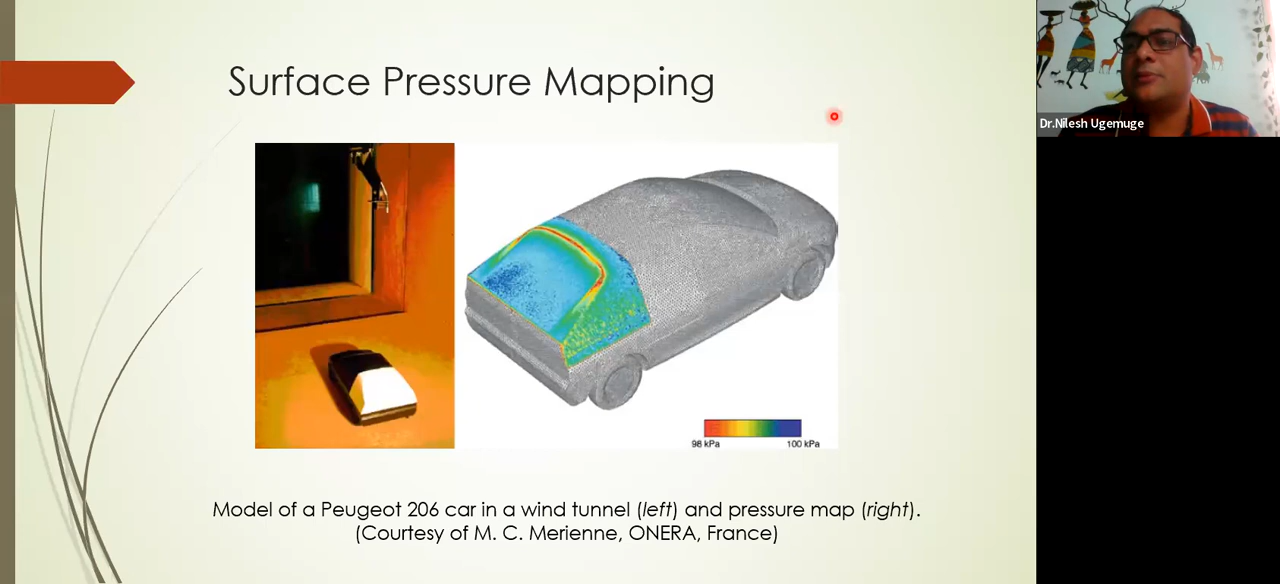 Surface Pressure Mapping
Dr.Nilesh Ugemuge
98 kPa 100 kPa
Model of a Peugeot 206 car in a wind tunnel (left) and pressure map (right).
(Courtesy of M. C. Merienne, ONERA, France)